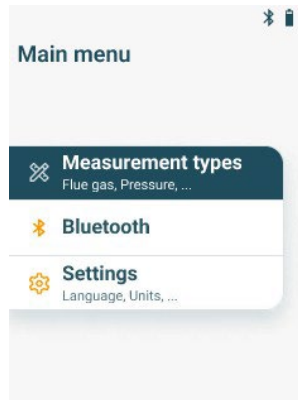 Main menu
Measurement types
Flue gas, Pressure, ...
Bluetooth
Settings
Language, Units, ...